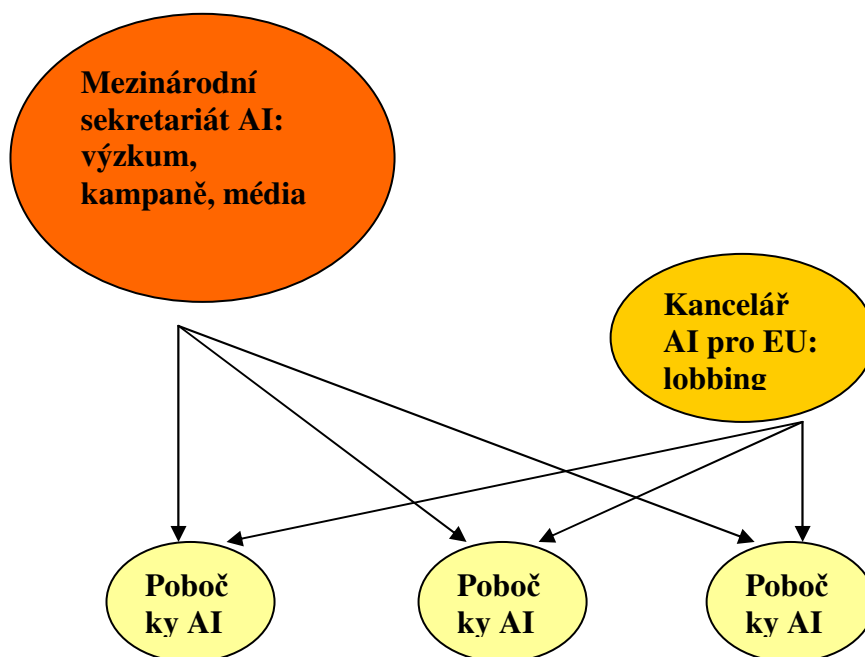 Mezinárodní
sekretariát AI:
výzkum,
kampaně, média
Kancelář
AI pro EU:
lobbing
Poboč
ky AI
Poboč
ky AI
Poboč
ky AI